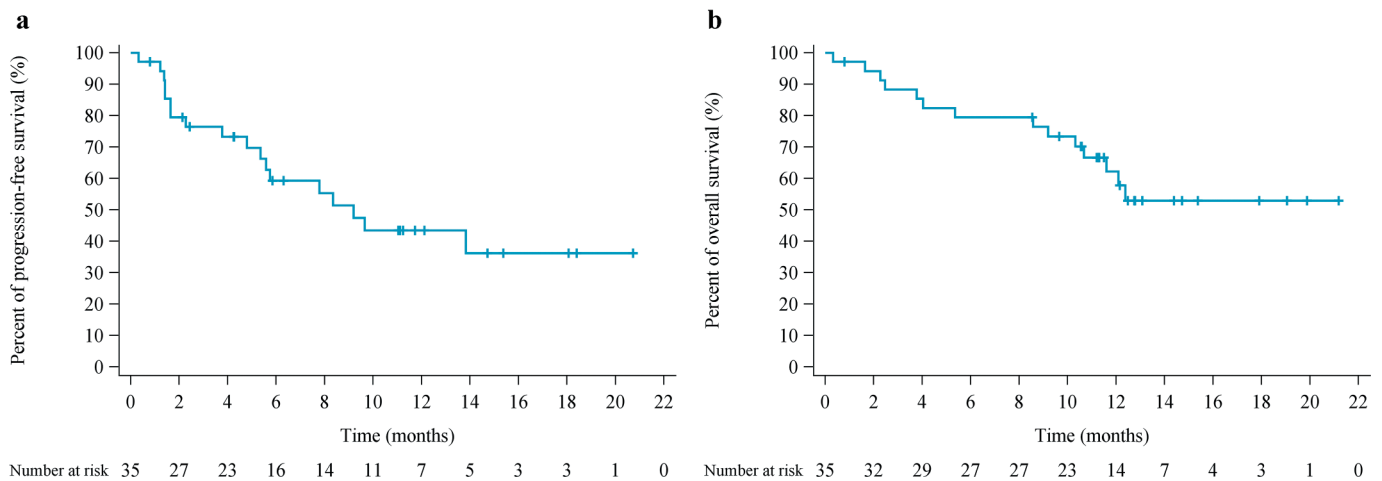 a
Percent of progression-free survival (%)
100
90
80
70
60
50
40
30
20
10
0
0 2 4 6 8 10 12 14 16 18 20 22
Time (months)
Number at risk 35 27 23 16 14 11 7 5 3 3 1 0
b
Percent of overall survival (%)
100
90
80
70
60
50
40
30
20
10
0
0 2 4 6 8 10 12 14 16 18 20 22
Time (months)
Number at risk 35 32 29 27 27 23 14 7 4 3 1 0